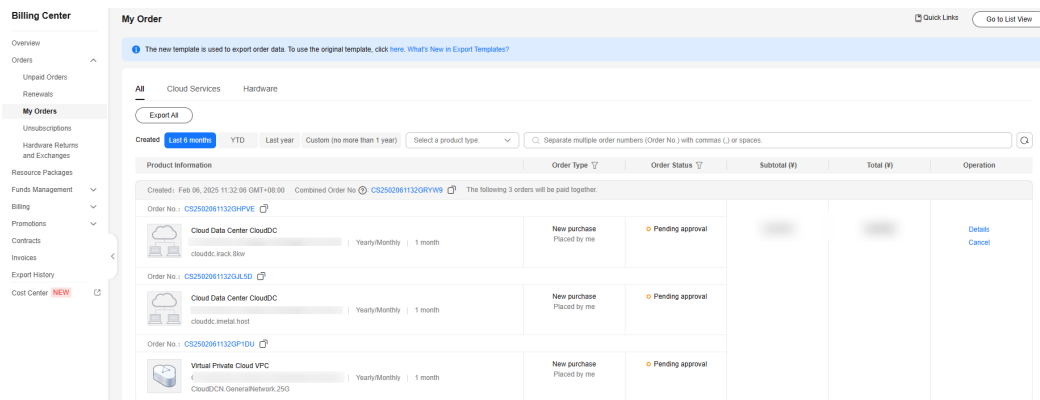 Billing Center
Overview
Orders
Unpaid Orders
Renewals
My Orders
Unsubscriptions
Hardware Returns
and Exchanges
Resource Packages
Funds Management
Billing
Promotions
Contracts
Invoices
Export History
Cost Center NEW
My Order
Quick Links
Go to List View
The new template is used to export order data. To use the original template, click here. What's New in Export Templates?
All Cloud Services Hardware
Export All
Created Last 6 months YTD Last year Custom (no more than 1 year) Select a product type Separate multiple order numbers (Order No.) with commas (,) or spaces.
Product Information Order Type Order Status Subtotal (¥) Total (¥) Operation
Created: Feb 06, 2025 11:32:06 GMT+08:00 Combined Order No ? : CS2502061132GRYW9 The following 3 orders will be paid together.
Order No.: CS2502061132GHPVE
Cloud Data Center CloudDC New purchase Pending approval Details
Yearly/Monthly | 1 month Placed by me Cancel
clouddc.irack.8kw
Order No.: CS2502061132GJL5D
Cloud Data Center CloudDC New purchase Pending approval
Yearly/Monthly | 1 month Placed by me
clouddc.imetal.host
Order No.: CS2502061132GP1DU
Virtual Private Cloud VPC New purchase Pending approval
Yearly/Monthly | 1 month Placed by me
CloudDCN.GeneralNetwork.25G